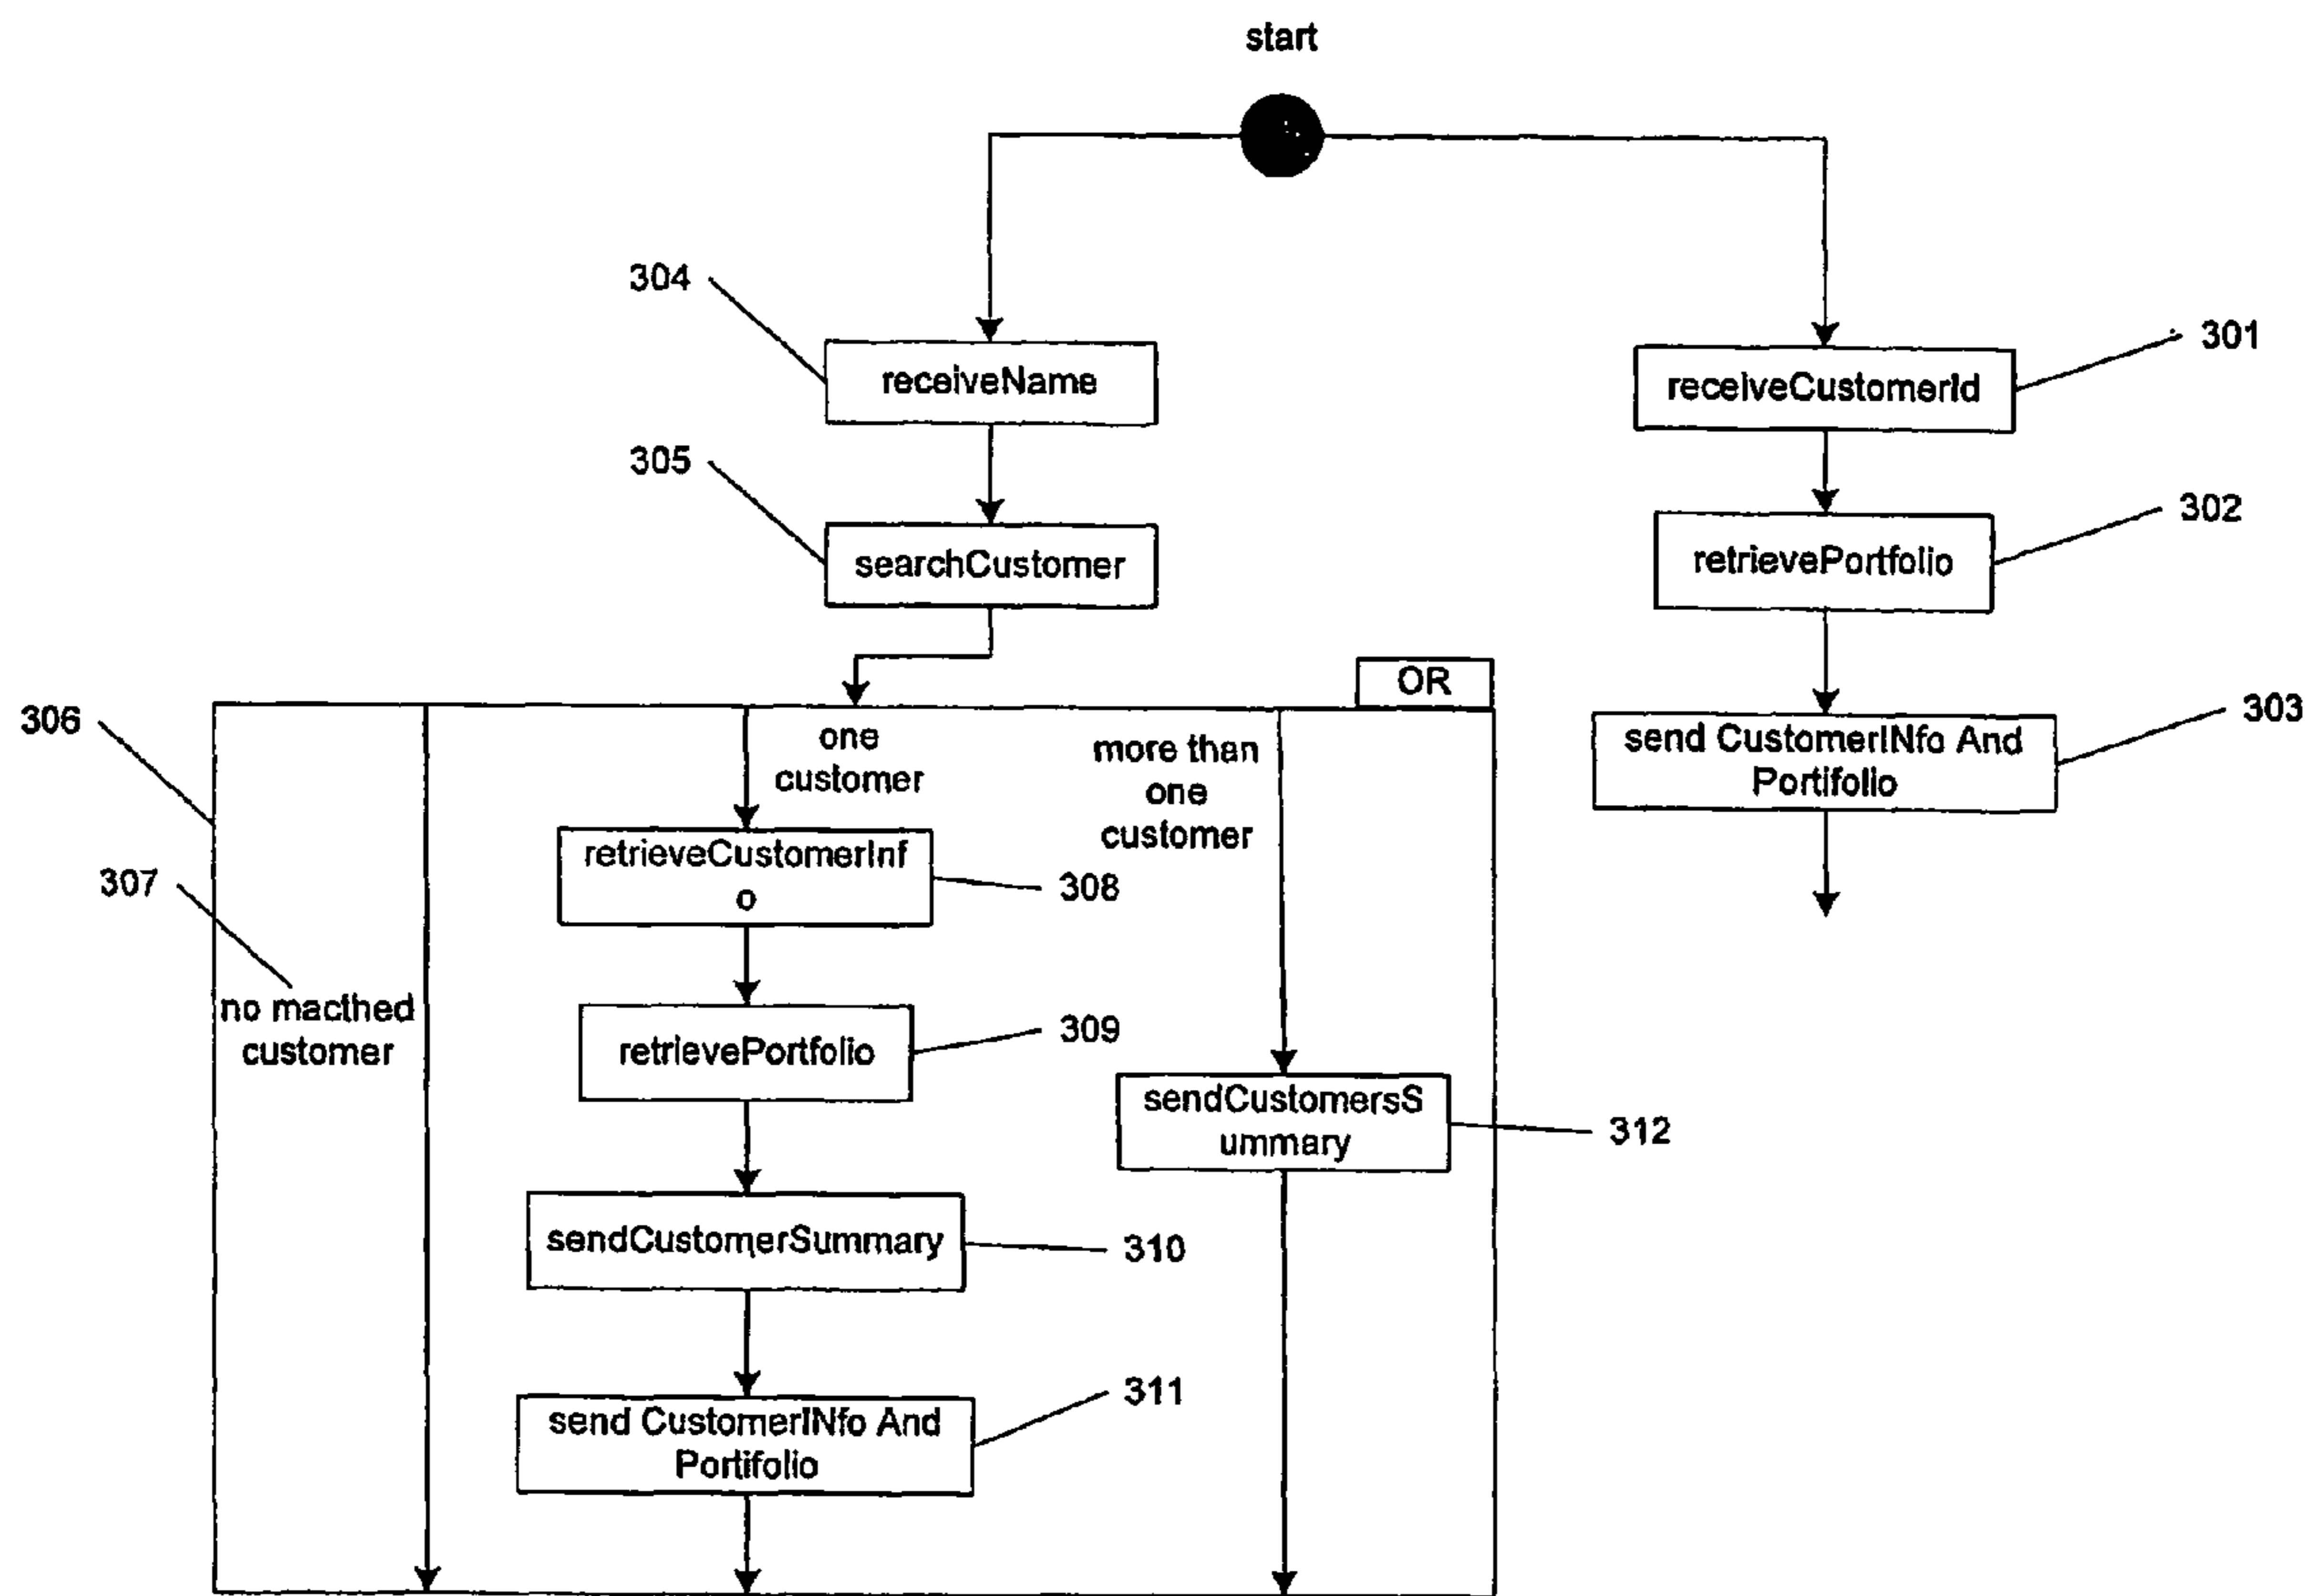 start
304
receiveName
receiveCustomerId
301
305
searchCustomer
302
retrievePortfolio
OR
306
303
send CustomerINfo And
Portifolio
one
customer
more than
one
customer
retrieveCustomerInf
o
308
307
no macthed
customer
retrievePortfolio
309
sendCustomersS
ummary
312
sendCustomerSummary
310
send CustomerINfo And
Portifolio
311